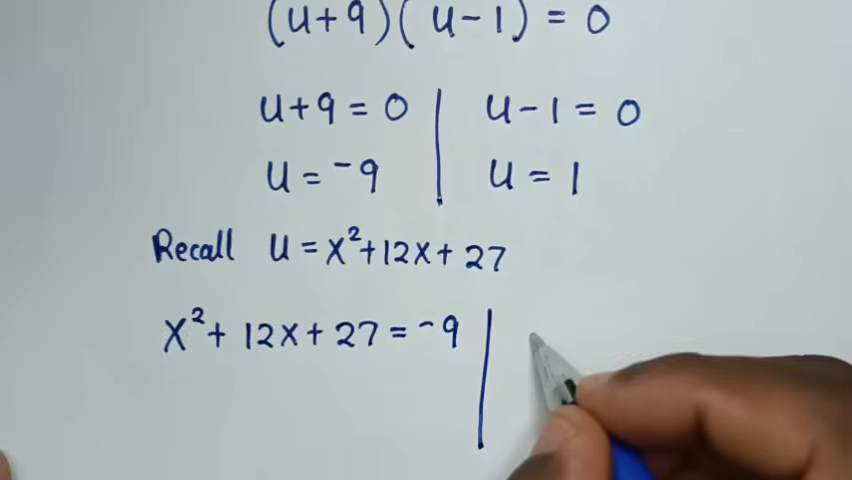 (u+9)(u-1) = 0
u+9 = 0 | u-1 = 0
u = -9 | u = 1
Recall u = x²+12x+27
x²+12x+27 = -9 |